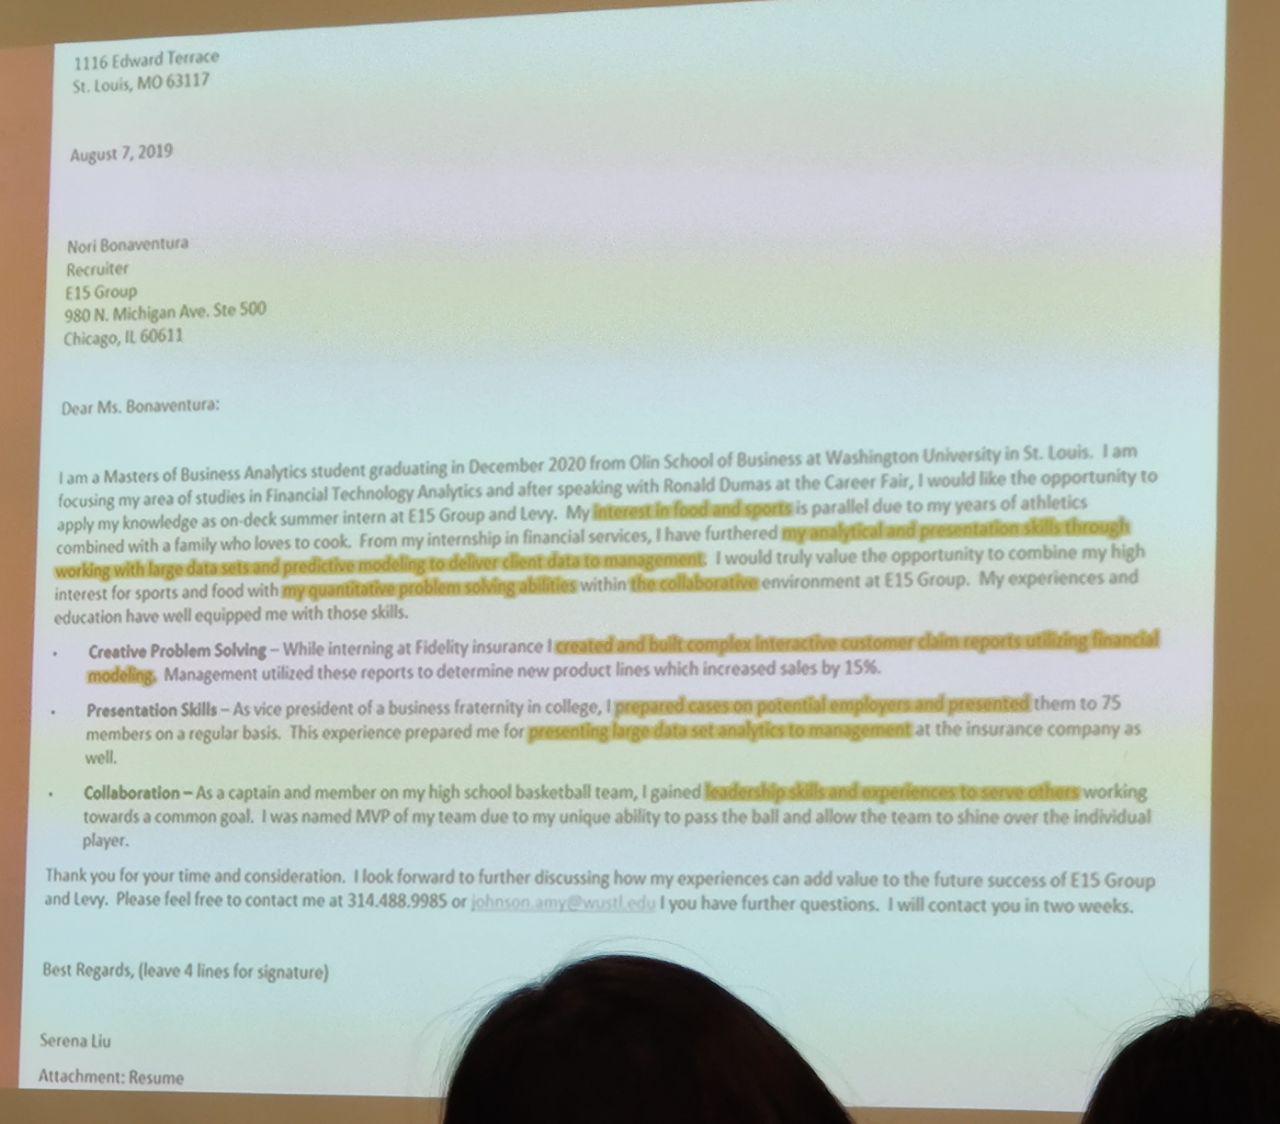 1116 Edward Terrace
St. Louis, MO 63117
August 7, 2019
Nori Bonaventura
Recruiter
E15 Group
980 N. Michigan Ave. Ste 500
Chicago, IL 60611
Dear Ms. Bonaventura:
I am a Masters of Business Analytics student graduating in December 2020 from Olin School of Business at Washington University in St. Louis.  I am
focusing my area of studies in Financial Technology Analytics and after speaking with Ronald Dumas at the Career Fair, I would like the opportunity to
apply my knowledge as on-deck summer intern at E15 Group and Levy.  My interest in food and sports is parallel due to my years of athletics
combined with a family who loves to cook.  From my internship in financial services, I have furthered my analytical and presentation skills through
working with large data sets and predictive modeling to deliver client data to management.  I would truly value the opportunity to combine my high
interest for sports and food with my quantitative problem solving abilities within the collaborative environment at E15 Group.  My experiences and
education have well equipped me with those skills.
• Creative Problem Solving – While interning at Fidelity insurance I created and built complex interactive customer claim reports utilizing financial
modeling.  Management utilized these reports to determine new product lines which increased sales by 15%.
• Presentation Skills – As vice president of a business fraternity in college, I prepared cases on potential employers and presented them to 75
members on a regular basis.  This experience prepared me for presenting large data set analytics to management at the insurance company as
well.
• Collaboration – As a captain and member on my high school basketball team, I gained leadership skills and experiences to serve others working
towards a common goal.  I was named MVP of my team due to my unique ability to pass the ball and allow the team to shine over the individual
player.
Thank you for your time and consideration.  I look forward to further discussing how my experiences can add value to the future success of E15 Group
and Levy.  Please feel free to contact me at 314.488.9985 or johnson.amy@wustl.edu I you have further questions.  I will contact you in two weeks.
Best Regards, (leave 4 lines for signature)
Serena Liu
Attachment: Resume